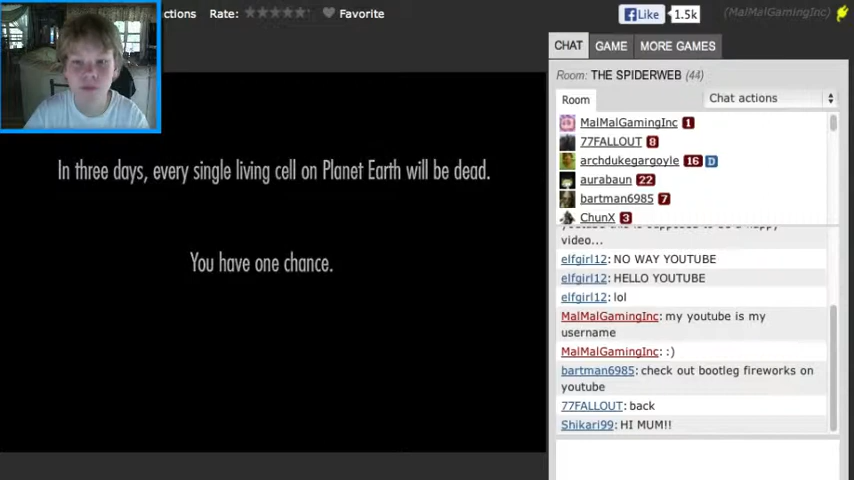 ctions Rate: Favorite Like 1.5k (MalMalGamingInc)
CHAT GAME MORE GAMES
Room: THE SPIDERWEB (44)
Room Chat actions
MalMalGamingInc 1
77FALLOUT 8
archdukegargoyle 16 D
aurabaun 22
bartman6985 7
ChunX 3
video...
elfgirl12: NO WAY YOUTUBE
elfgirl12: HELLO YOUTUBE
elfgirl12: lol
MalMalGamingInc: my youtube is my
username
MalMalGamingInc: :)
bartman6985: check out bootleg fireworks on
youtube
77FALLOUT: back
Shikari99: HI MUM!!
In three days, every single living cell on Planet Earth will be dead.
You have one chance.